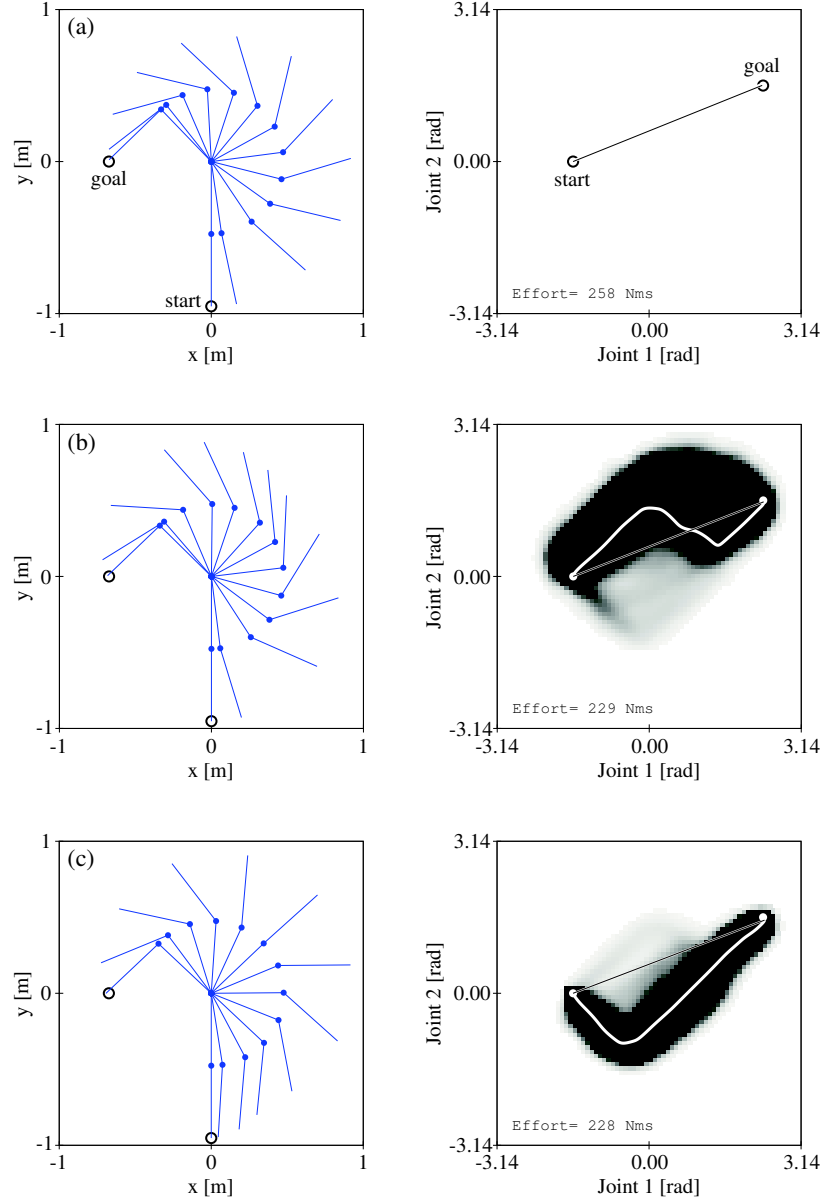 (a)
1
y [m]
0
goal
start
-1
-1
0
1
x [m]
3.14
Joint 2 [rad]
0.00
goal
start
Effort= 258 Nms
-3.14
-3.14
0.00
3.14
Joint 1 [rad]
(b)
1
y [m]
0
-1
-1
0
1
x [m]
3.14
Joint 2 [rad]
0.00
Effort= 229 Nms
-3.14
-3.14
0.00
3.14
Joint 1 [rad]
(c)
1
y [m]
0
-1
-1
0
1
x [m]
3.14
Joint 2 [rad]
0.00
Effort= 228 Nms
-3.14
-3.14
0.00
3.14
Joint 1 [rad]